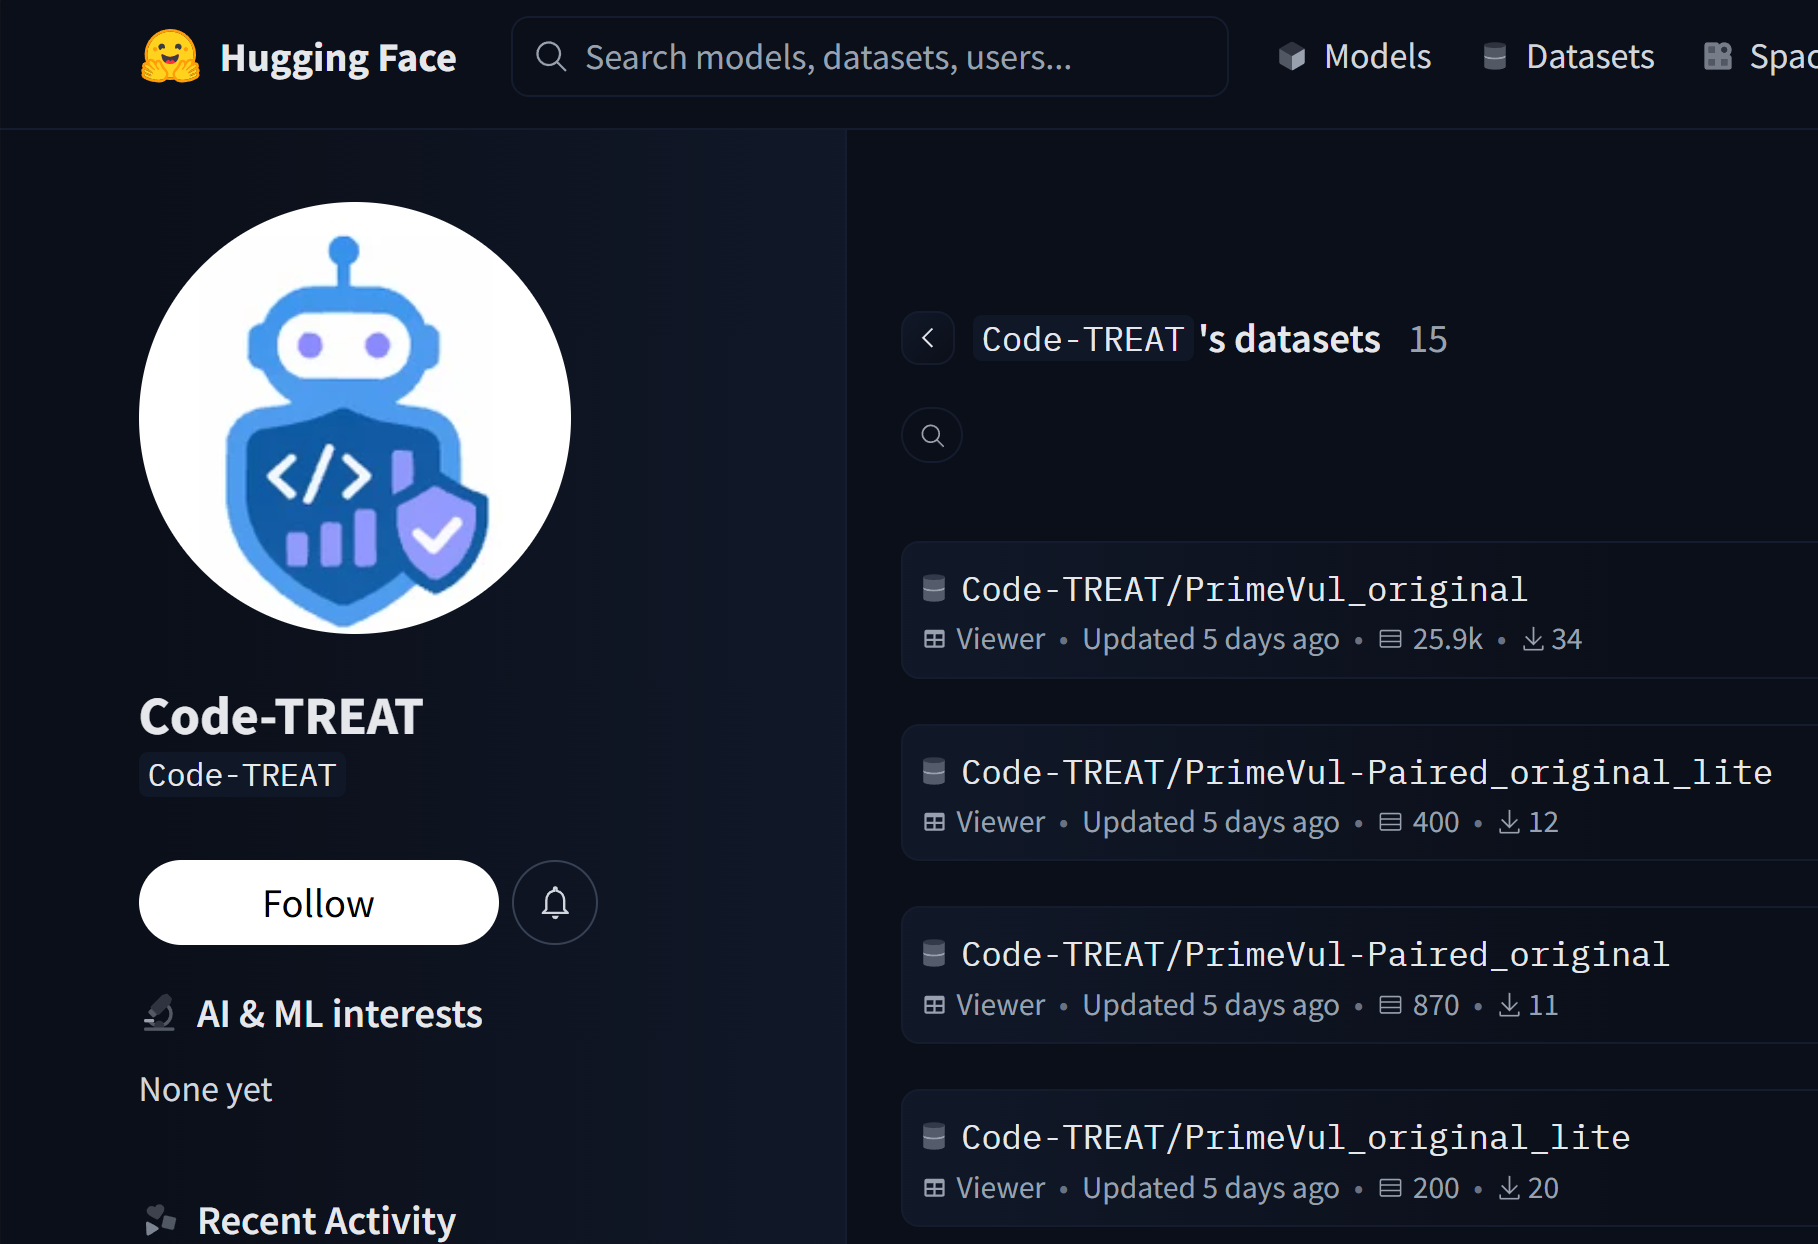 Hugging Face
Search models, datasets, users...
Models
Datasets
Spac
</>
Code-TREAT
Code-TREAT
Follow
AI & ML interests
None yet
Recent Activity
Code-TREAT 's datasets 15
Code-TREAT/PrimeVul_original
Viewer • Updated 5 days ago • 25.9k • 34
Code-TREAT/PrimeVul-Paired_original_lite
Viewer • Updated 5 days ago • 400 • 12
Code-TREAT/PrimeVul-Paired_original
Viewer • Updated 5 days ago • 870 • 11
Code-TREAT/PrimeVul_original_lite
Viewer • Updated 5 days ago • 200 • 20